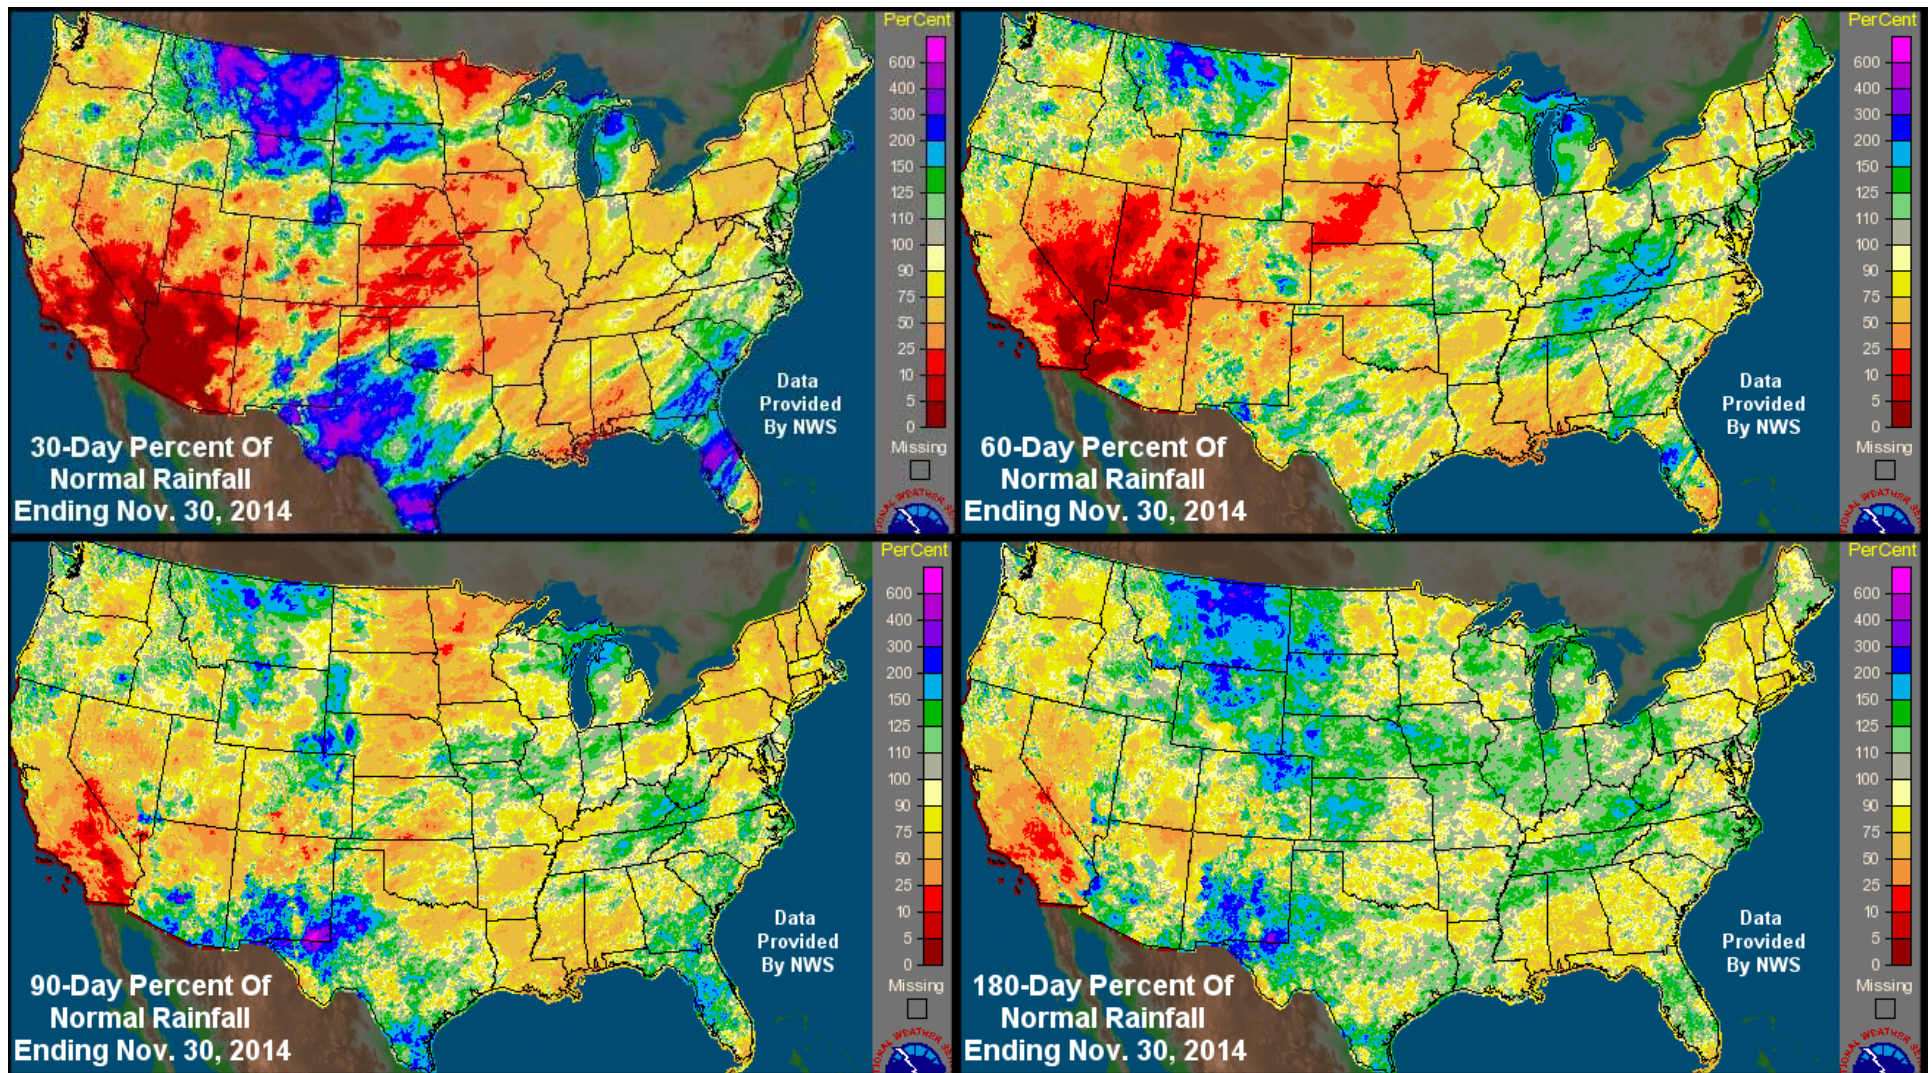 PerCent
600
400
300
200
150
125
110
100
90
75
50
25
10
5
0
Missing
Data
Provided
By NWS
30-Day Percent Of
Normal Rainfall
Ending Nov. 30, 2014
PerCent
600
400
300
200
150
125
110
100
90
75
50
25
10
5
0
Missing
Data
Provided
By NWS
60-Day Percent Of
Normal Rainfall
Ending Nov. 30, 2014
PerCent
600
400
300
200
150
125
110
100
90
75
50
25
10
5
0
Missing
Data
Provided
By NWS
90-Day Percent Of
Normal Rainfall
Ending Nov. 30, 2014
PerCent
600
400
300
200
150
125
110
100
90
75
50
25
10
5
0
Missing
Data
Provided
By NWS
180-Day Percent Of
Normal Rainfall
Ending Nov. 30, 2014